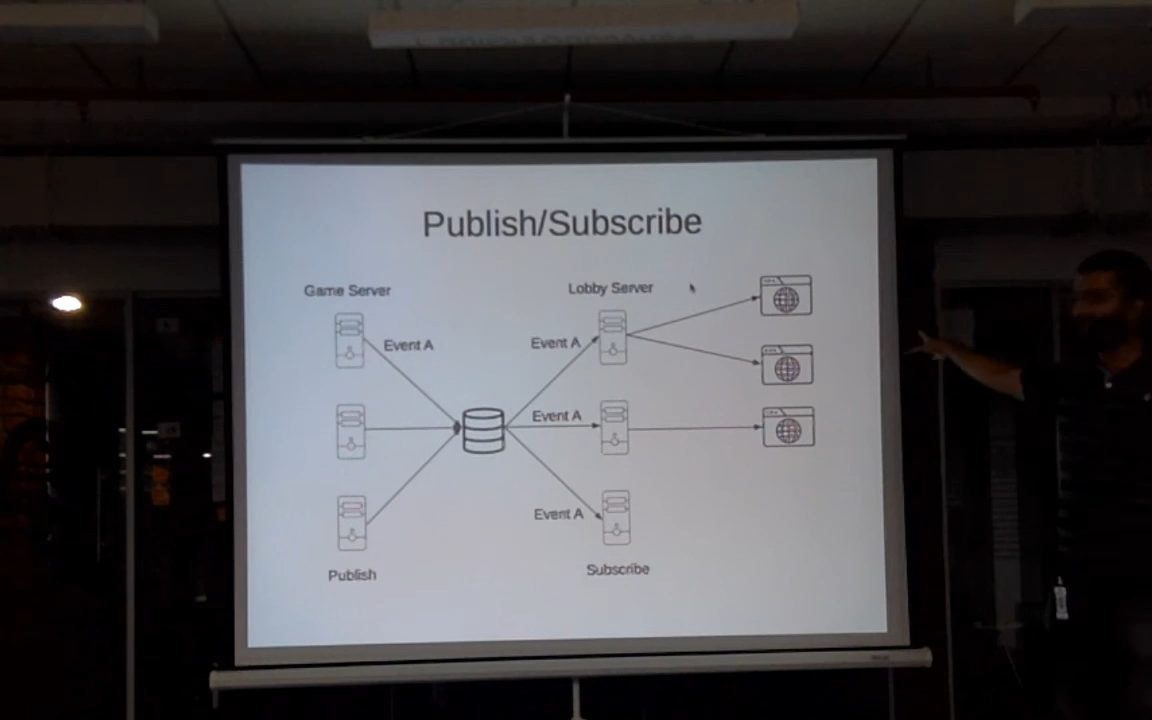 Publish/Subscribe
Game Server
Lobby Server
Event A
Event A
Event A
Event A
Publish
Subscribe